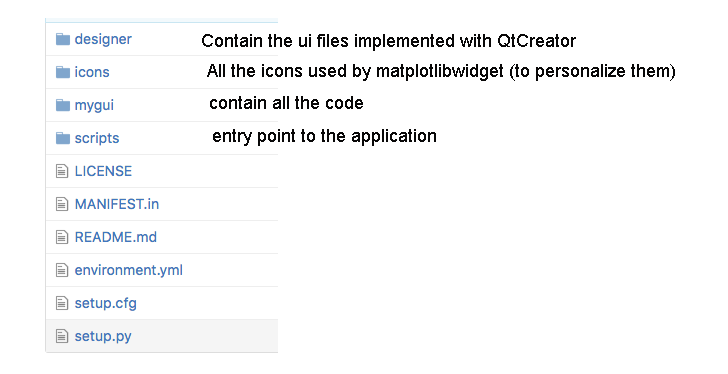 designer Contain the ui files implemented with QtCreator
icons All the icons used by matplotlibwidget (to personalize them)
mygui contain all the code
scripts entry point to the application
LICENSE
MANIFEST.in
README.md
environment.yml
setup.cfg
setup.py